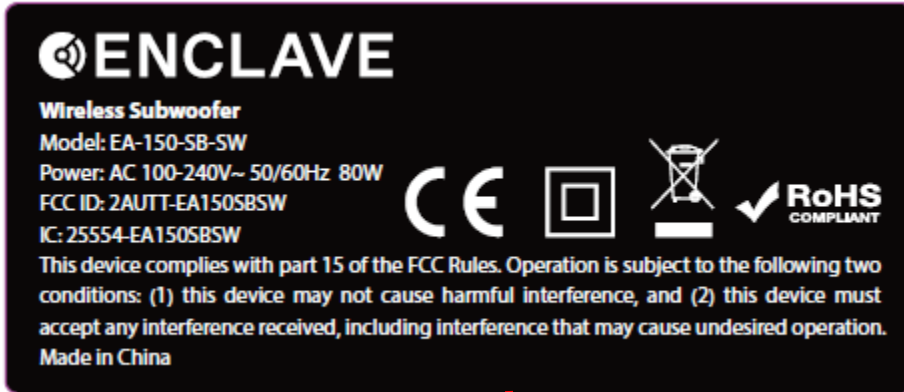 ENCLAVE
Wireless Subwoofer
Model: EA-150-SB-SW
Power: AC 100-240V~ 50/60Hz 80W
FCC ID: 2AUTT-EA150SBSW
IC: 25554-EA150SBSW
CE
RoHS
COMPLIANT
This device complies with part 15 of the FCC Rules. Operation is subject to the following two
conditions: (1) this device may not cause harmful interference, and (2) this device must
accept any interference received, including interference that may cause undesired operation.
Made in China